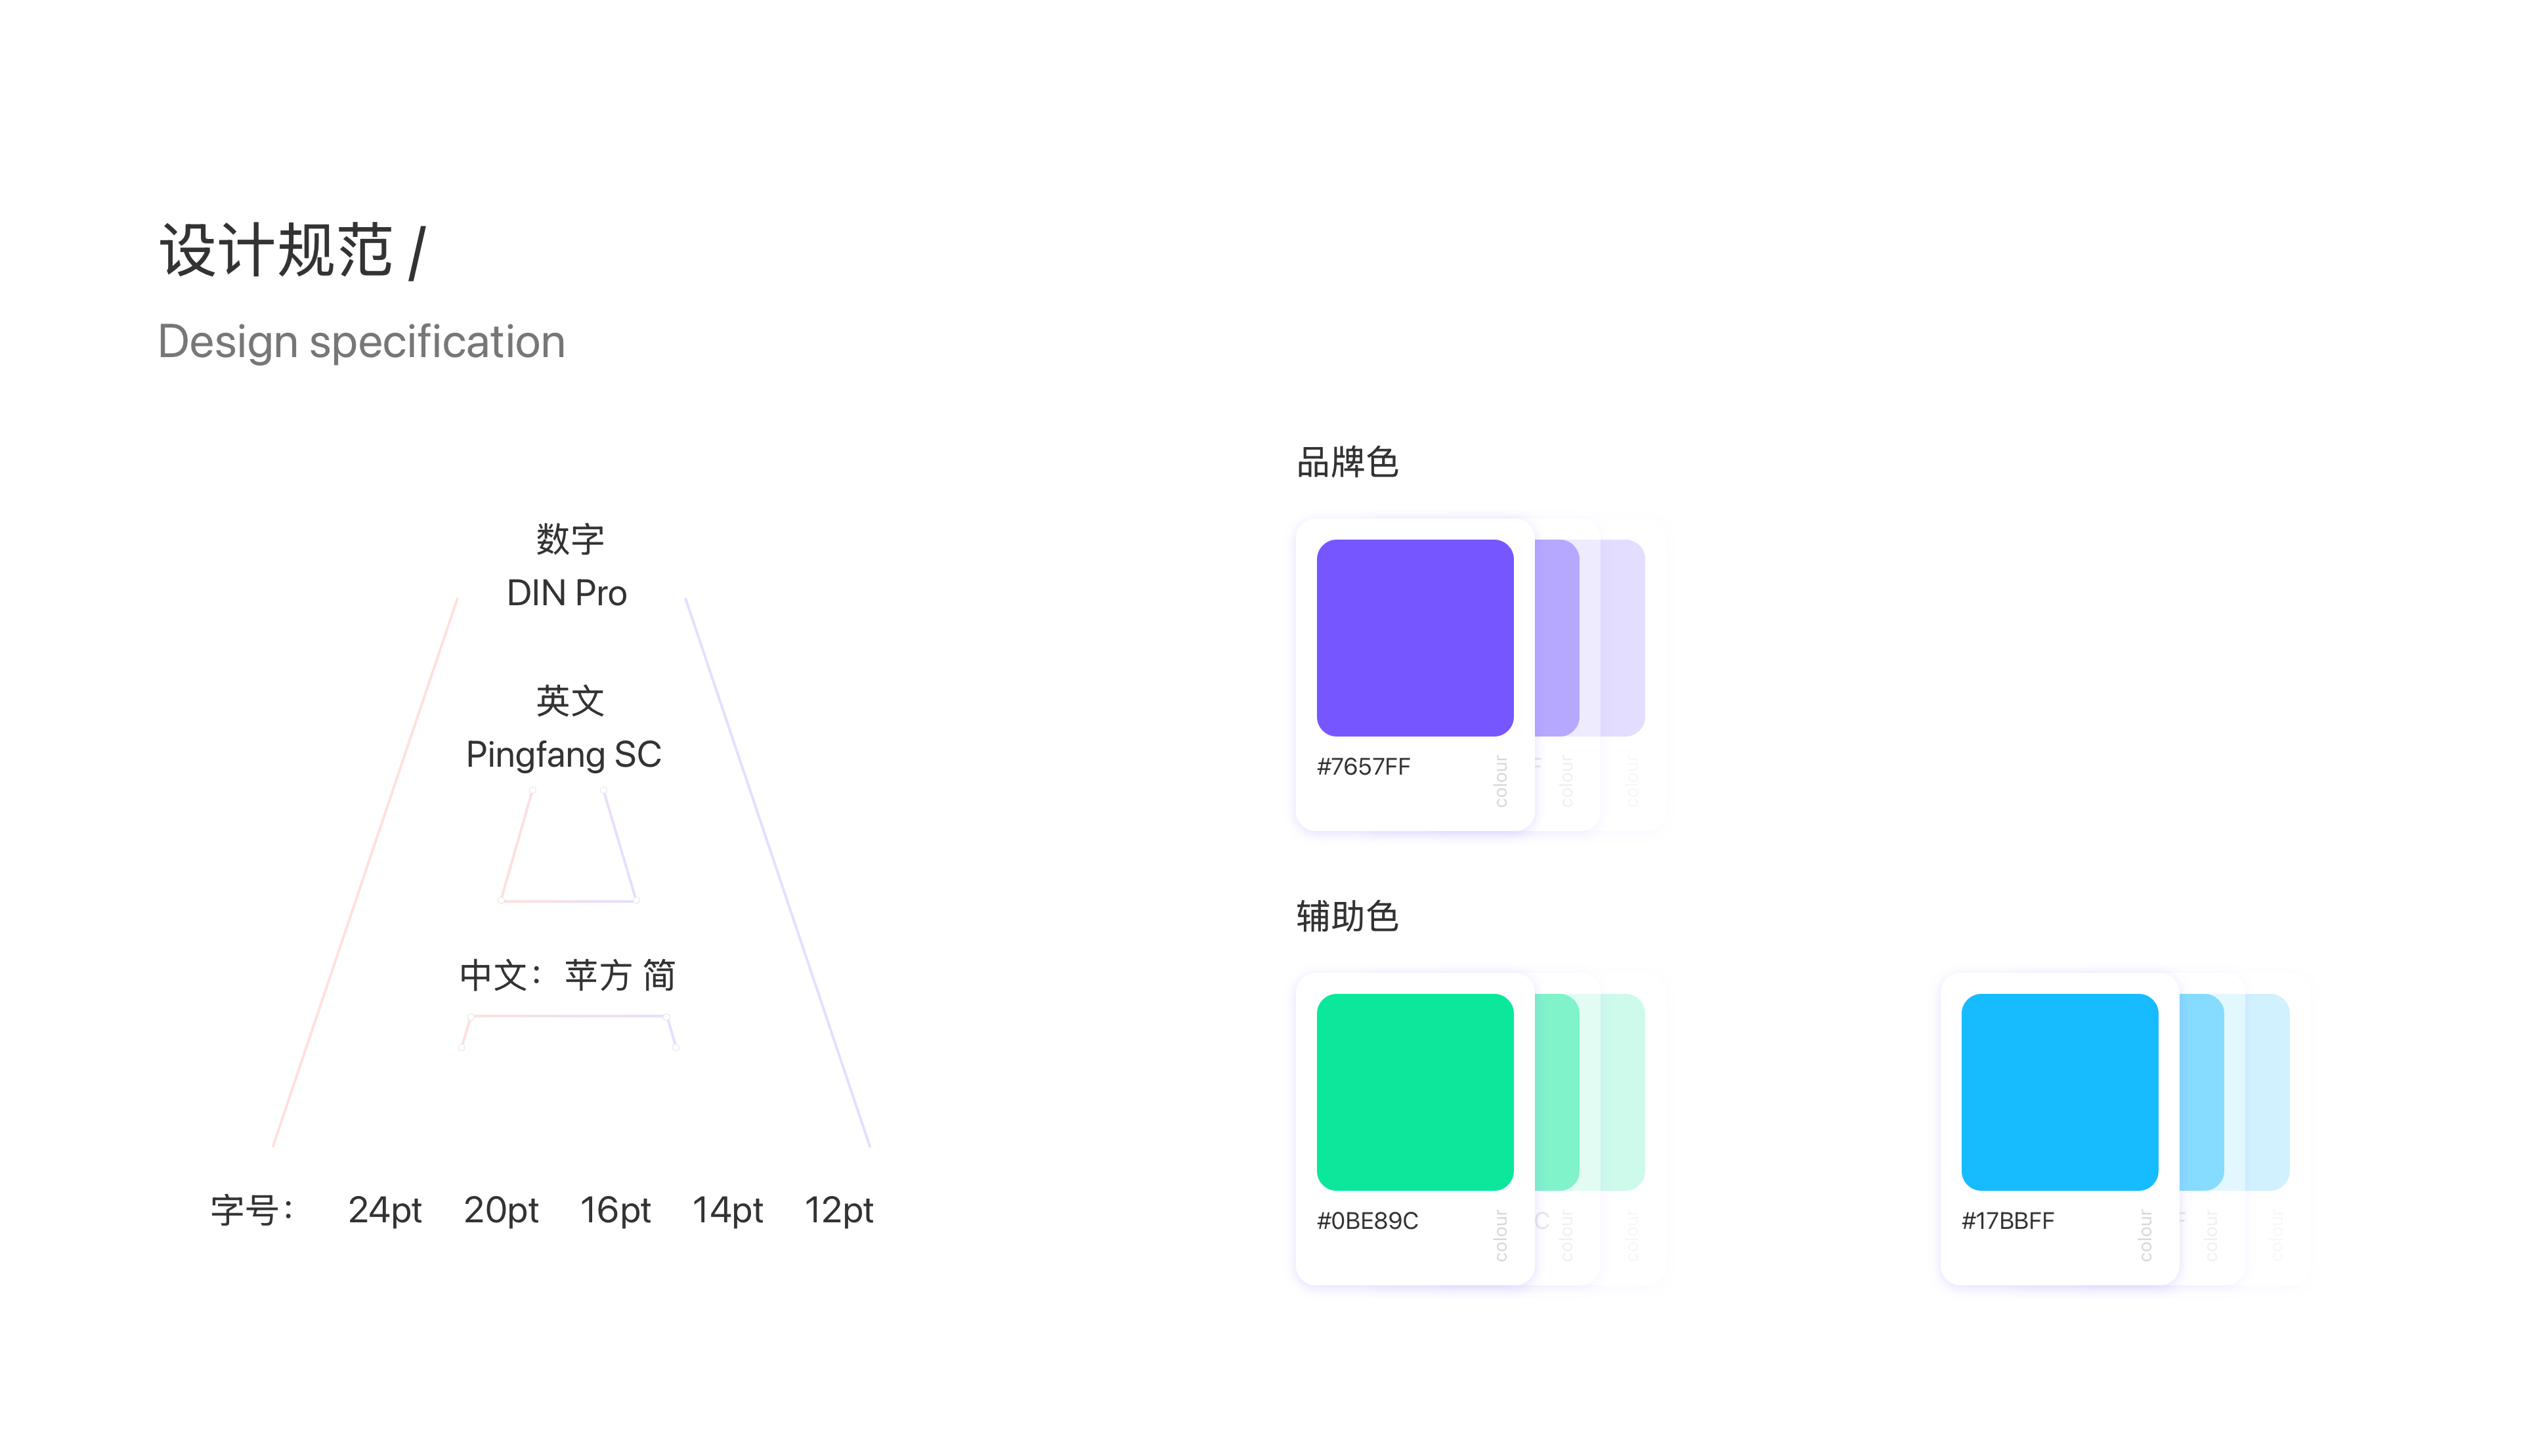 设计规范 /
Design specification
数字
DIN Pro
英文
Pingfang SC
中文： 苹方 简
字号： 24pt 20pt 16pt 14pt 12pt
品牌色
#7657FF colour F colour colour
辅助色
#0BE89C colour C colour colour
#17BBFF colour F colour colour